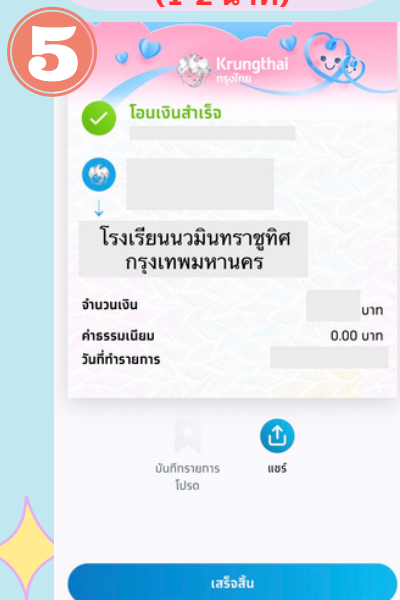 (1-2 นาที)
5
Krungthai
กรุงไทย
โอนเงินสำเร็จ
โรงเรียนนวมินทราชูทิศ
กรุงเทพมหานคร
จำนวนเงิน
บาท
ค่าธรรมเนียม 0.00 บาท
วันที่ทำรายการ
บันทึกรายการ
โปรด
แชร์
เสร็จสิ้น